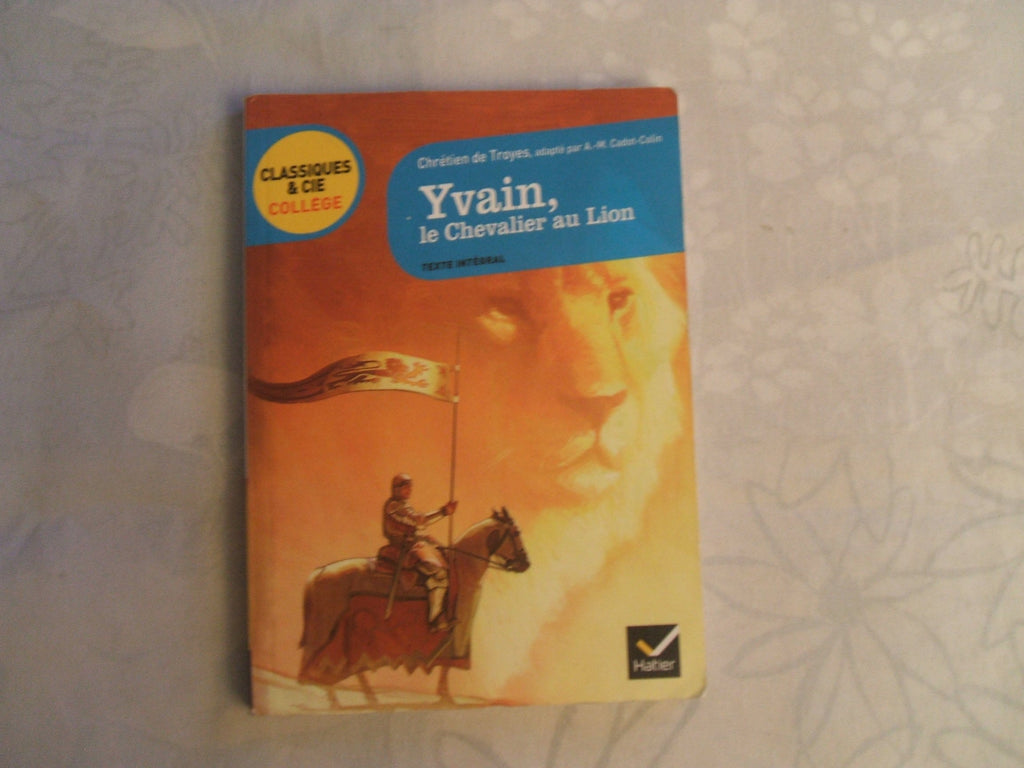 CLASSIQUES
& CIE
COLLÈGE
Chrétien de Troyes, adapté par A.-M. Cadot-Colin
Yvain,
le Chevalier au Lion
TEXTE INTÉGRAL
Hatier